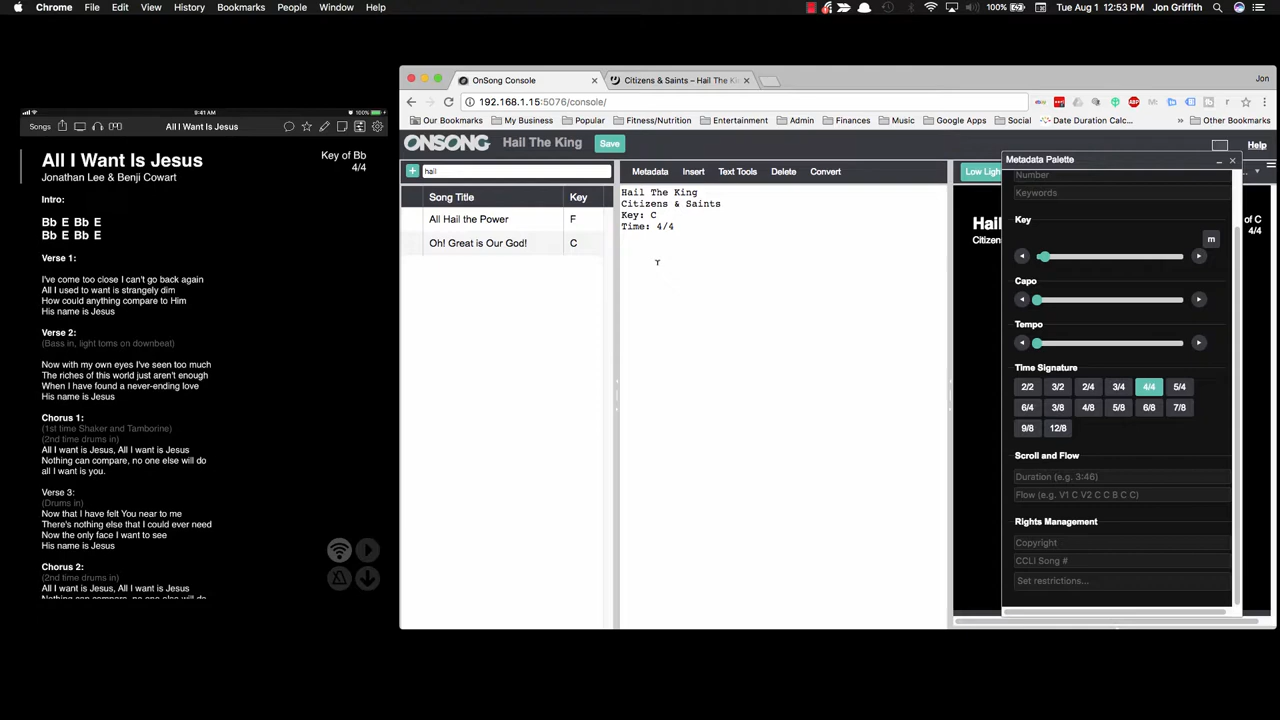 Chrome File Edit View History Bookmarks People Window Help
100% Tue Aug 1 12:53 PM Jon Griffith
9:41 AM
100%
Songs
All I Want Is Jesus
All I Want Is Jesus
Jonathan Lee & Benji Cowart
Key of Bb
4/4
Intro:
Bb E Bb E
Bb E Bb E
Verse 1:
I've come too close I can't go back again
All I used to want is strangely dim
How could anything compare to Him
His name is Jesus
Verse 2:
(Bass in, light toms on downbeat)
Now with my own eyes I've seen too much
The riches of this world just aren't enough
When I have found a never-ending love
His name is Jesus
Chorus 1:
(1st time Shaker and Tamborine)
(2nd time drums in)
All I want is Jesus, All I want is Jesus
Nothing can compare, no one else will do
all I want is you.
Verse 3:
(Drums in)
Now that I have felt You near to me
There's nothing else that I could ever need
Now the only face I want to see
His name is Jesus
Chorus 2:
(2nd time drums in)
All I want is Jesus, All I want is Jesus
Nothing can compare, no one else will do
OnSong Console
Citizens & Saints – Hail The K
Jon
192.168.1.15:5076/console/
Our Bookmarks My Business Popular Fitness/Nutrition Entertainment Admin Finances Music Google Apps Social Date Duration Calc... » Other Bookmarks
ONSONG Hail The King Save
Help
hail
Metadata Insert Text Tools Delete Convert
Low Ligh
Song Title Key
All Hail the Power F
Oh! Great is Our God! C
Hail The King
Citizens & Saints
Key: C
Time: 4/4
Hail
Citizen
of C
4/4
Metadata Palette
Number
Keywords
Key
m
Capo
Tempo
Time Signature
2/2 3/2 2/4 3/4 4/4 5/4
6/4 3/8 4/8 5/8 6/8 7/8
9/8 12/8
Scroll and Flow
Duration (e.g. 3:46)
Flow (e.g. V1 C V2 C C B C C)
Rights Management
Copyright
CCLI Song #
Set restrictions...